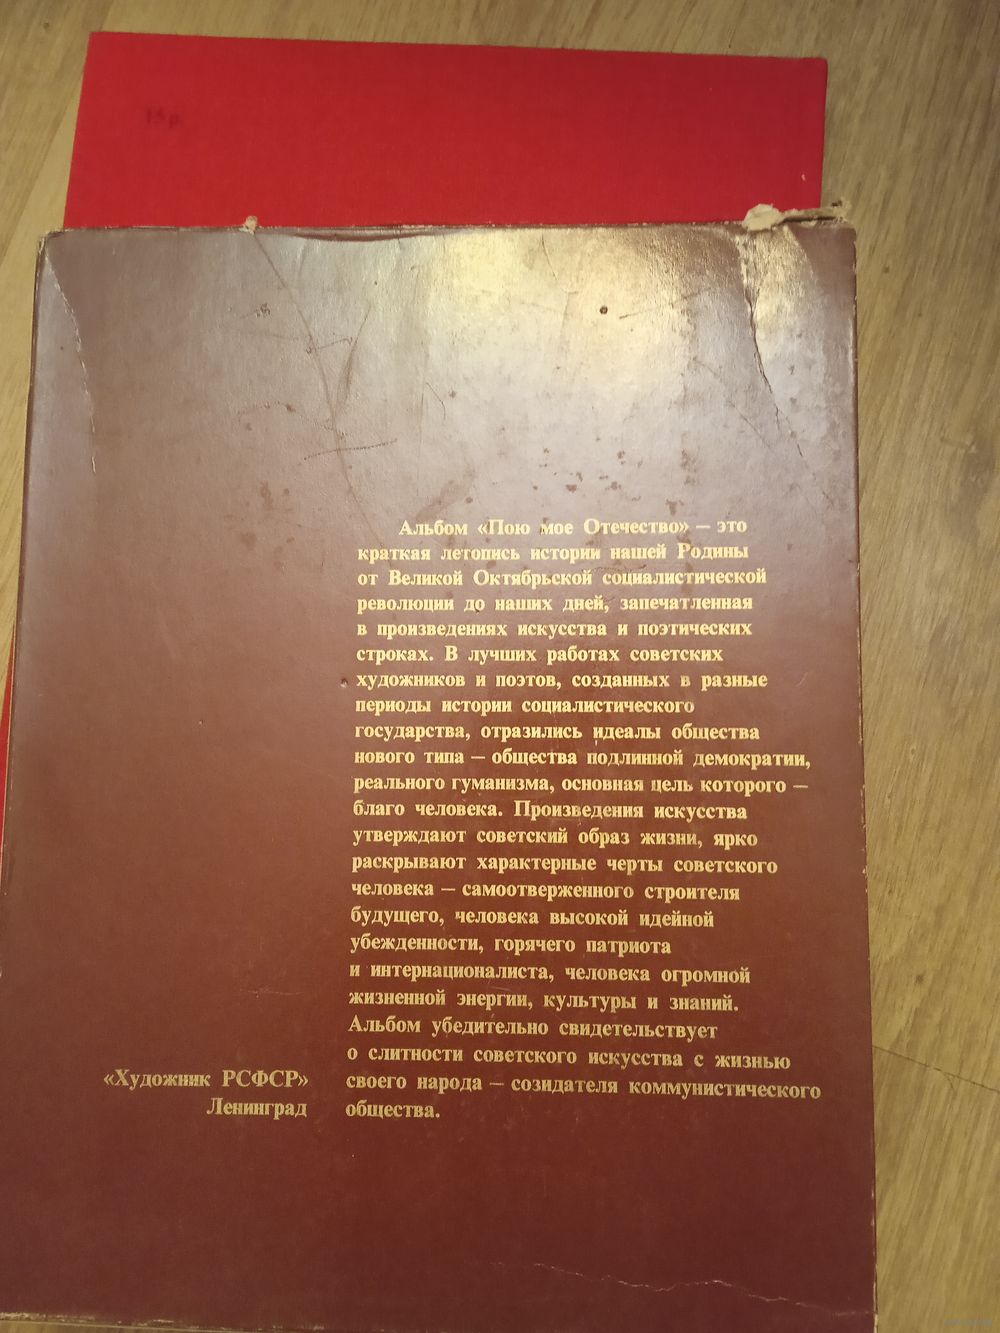 15р
Альбом «Пою мое Отечество» — это
краткая летопись истории нашей Родины
от Великой Октябрьской социалистической
революции до наших дней, запечатленная
в произведениях искусства и поэтических
строках. В лучших работах советских
художников и поэтов, созданных в разные
периоды истории социалистического
государства, отразились идеалы общества
нового типа — общества подлинной демократии,
реального гуманизма, основная цель которого —
благо человека. Произведения искусства
утверждают советский образ жизни, ярко
раскрывают характерные черты советского
человека — самоотверженного строителя
будущего, человека высокой идейной
убежденности, горячего патриота
и интернационалиста, человека огромной
жизненной энергии, культуры и знаний.
Альбом убедительно свидетельствует
о слитности советского искусства с жизнью
своего народа — созидателя коммунистического
общества.
«Художник РСФСР»
Ленинград